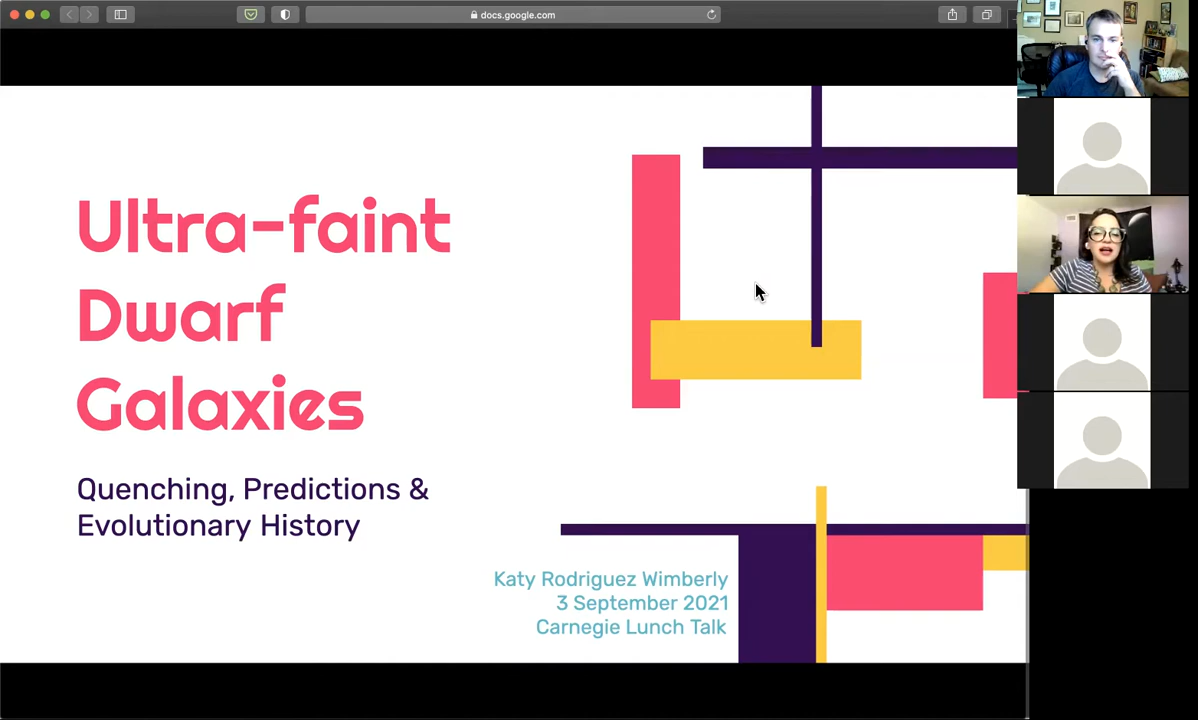 docs.google.com
Ultra-faint
Dwarf
Galaxies
Quenching, Predictions &
Evolutionary History
Katy Rodriguez Wimberly
3 September 2021
Carnegie Lunch Talk